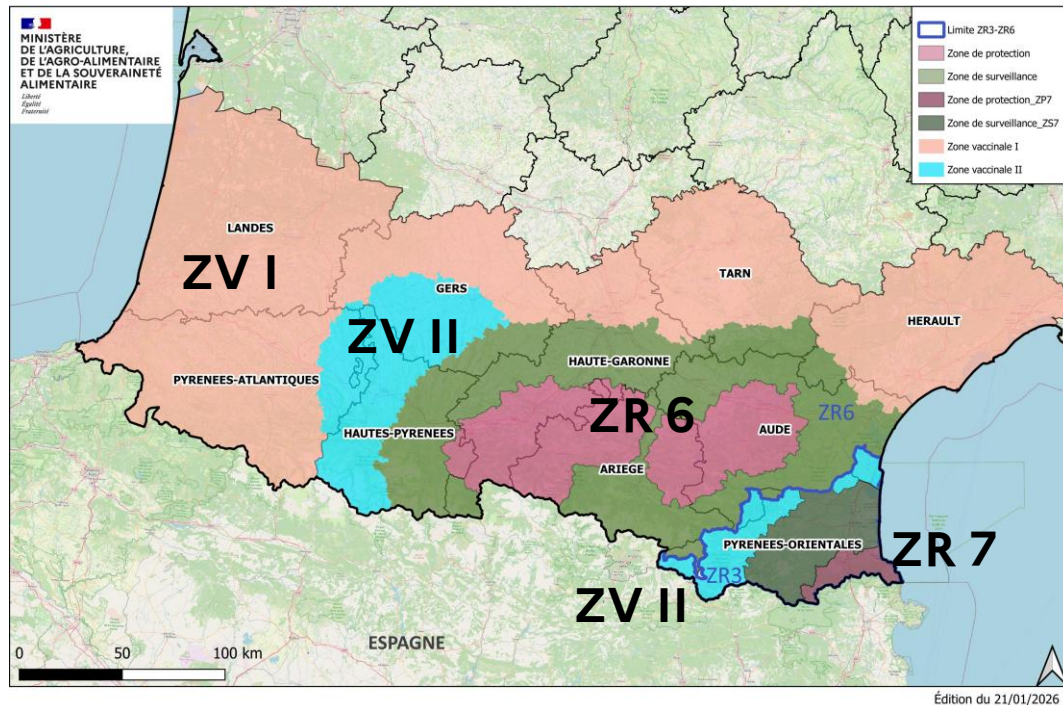 MINISTÈRE
DE L'AGRICULTURE,
DE L'AGRO-ALIMENTAIRE
ET DE LA SOUVERAINETÉ
ALIMENTAIRE
Liberté
Égalité
Fraternité
Limite ZR3-ZR6
Zone de protection
Zone de surveillance
Zone de protection_ZP7
Zone de surveillance_ZS7
Zone vaccinale I
Zone vaccinale II
LANDES
ZV I
TARN
GERS
HERAULT
ZV II
HAUTE-GARONNE
PYRENEES-ATLANTIQUES
ZR 6
ZR6
AUDE
HAUTES-PYRENEES
ARIEGE
PYRENEES-ORIENTALES
ZR 7
ZR3
ZV II
ESPAGNE
0 50 100 km
Édition du 21/01/2026